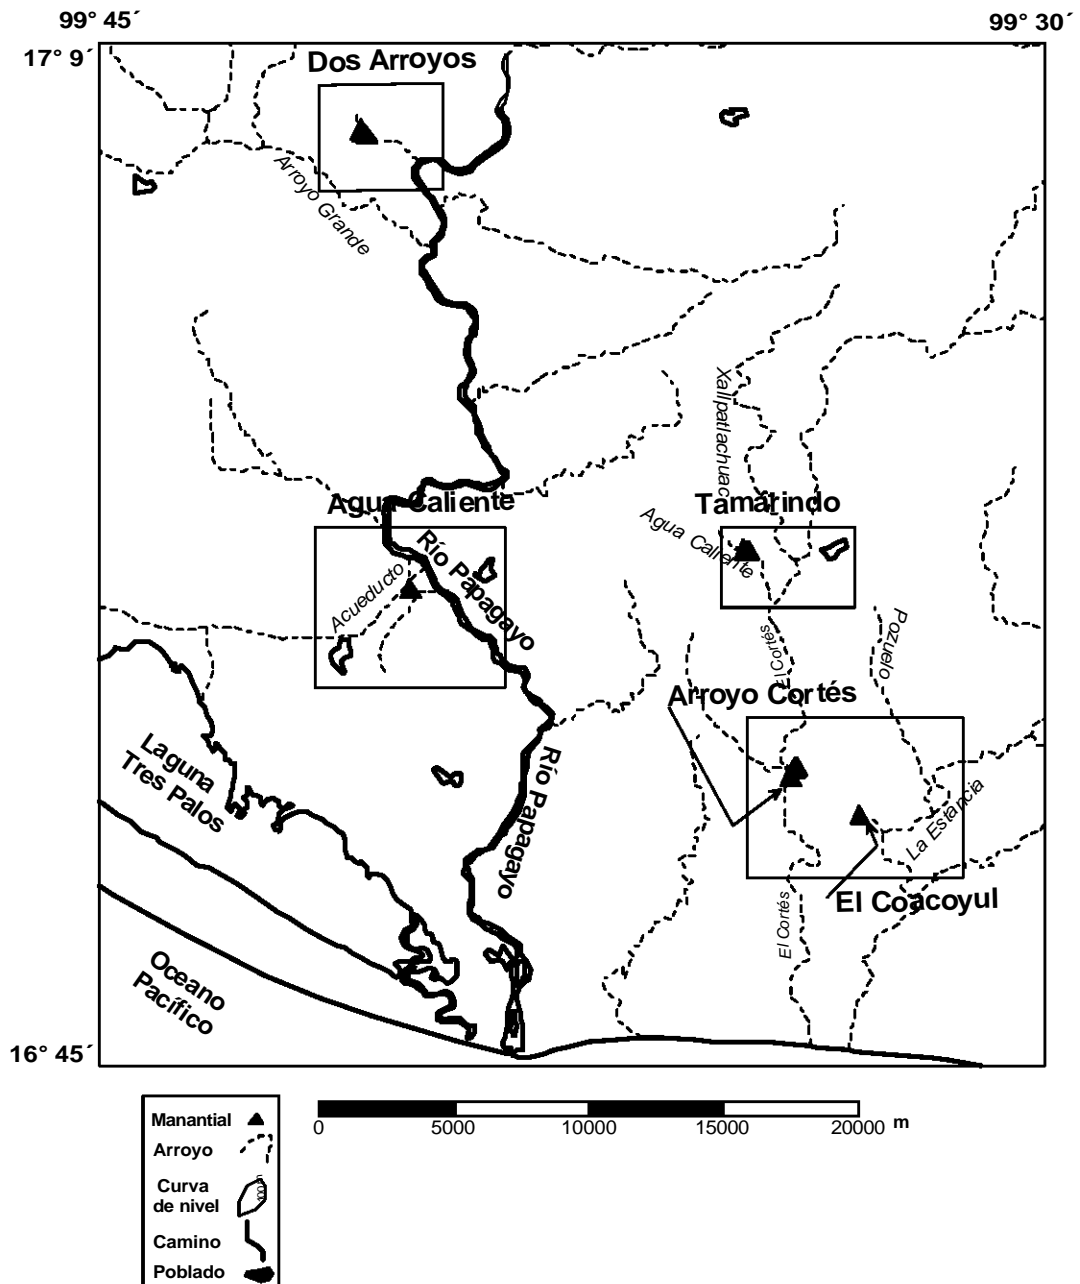 99° 45´
99° 30´
17° 9´
Dos Arroyos
Arroyo Grande
Xallpatlachuac
Agua Caliente
Tamarindo
Agua Caliente
Río Papagayo
Acueducto
El Cortés
Pozuelo
Arroyo Cortés
Laguna
Tres Palos
Río Papagayo
La Estancia
El Coacoyul
El Cortés
Oceano
Pacífico
16° 45´
Manantial
Arroyo
Curva
de nivel
100 m
Camino
Poblado
0 5000 10000 15000 20000 m